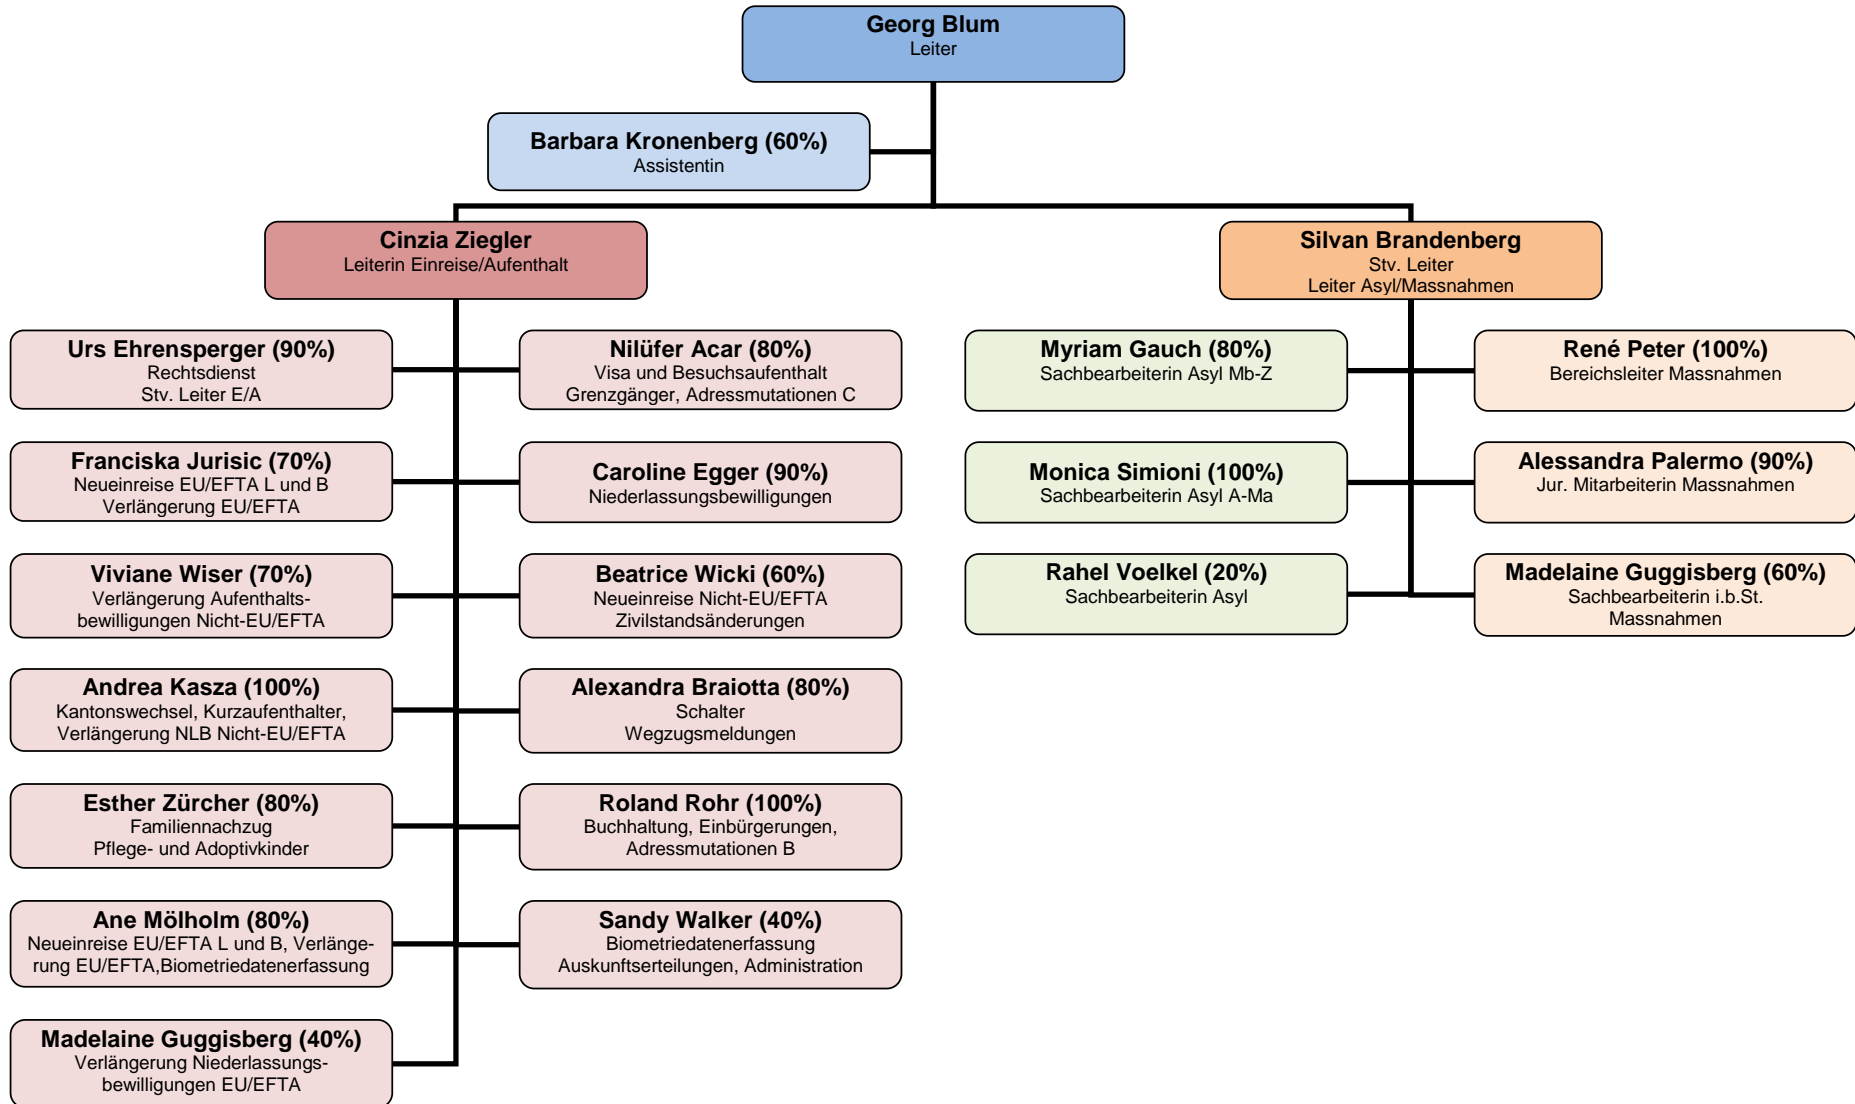 Georg Blum
Leiter
Barbara Kronenberg (60%)
Assistentin
Cinzia Ziegler
Leiterin Einreise/Aufenthalt
Silvan Brandenberg
Stv. Leiter
Leiter Asyl/Massnahmen
Urs Ehrensperger (90%)
Rechtsdienst
Stv. Leiter E/A
Nilüfer Acar (80%)
Visa und Besuchsaufenthalt
Grenzgänger, Adressmutationen C
Myriam Gauch (80%)
Sachbearbeiterin Asyl Mb-Z
René Peter (100%)
Bereichsleiter Massnahmen
Franciska Jurisic (70%)
Neueinreise EU/EFTA L und B
Verlängerung EU/EFTA
Caroline Egger (90%)
Niederlassungsbewilligungen
Monica Simioni (100%)
Sachbearbeiterin Asyl A-Ma
Alessandra Palermo (90%)
Jur. Mitarbeiterin Massnahmen
Viviane Wiser (70%)
Verlängerung Aufenthalts-
bewilligungen Nicht-EU/EFTA
Beatrice Wicki (60%)
Neueinreise Nicht-EU/EFTA
Zivilstandsänderungen
Rahel Voelkel (20%)
Sachbearbeiterin Asyl
Madelaine Guggisberg (60%)
Sachbearbeiterin i.b.St.
Massnahmen
Andrea Kasza (100%)
Kantonswechsel, Kurzaufenthalter,
Verlängerung NLB Nicht-EU/EFTA
Alexandra Braiotta (80%)
Schalter
Wegzugsmeldungen
Esther Zürcher (80%)
Familiennachzug
Pflege- und Adoptivkinder
Roland Rohr (100%)
Buchhaltung, Einbürgerungen,
Adressmutationen B
Ane Mölholm (80%)
Neueinreise EU/EFTA L und B, Verlänge-
rung EU/EFTA,Biometriedatenerfassung
Sandy Walker (40%)
Biometriedatenerfassung
Auskunftserteilungen, Administration
Madelaine Guggisberg (40%)
Verlängerung Niederlassungs-
bewilligungen EU/EFTA